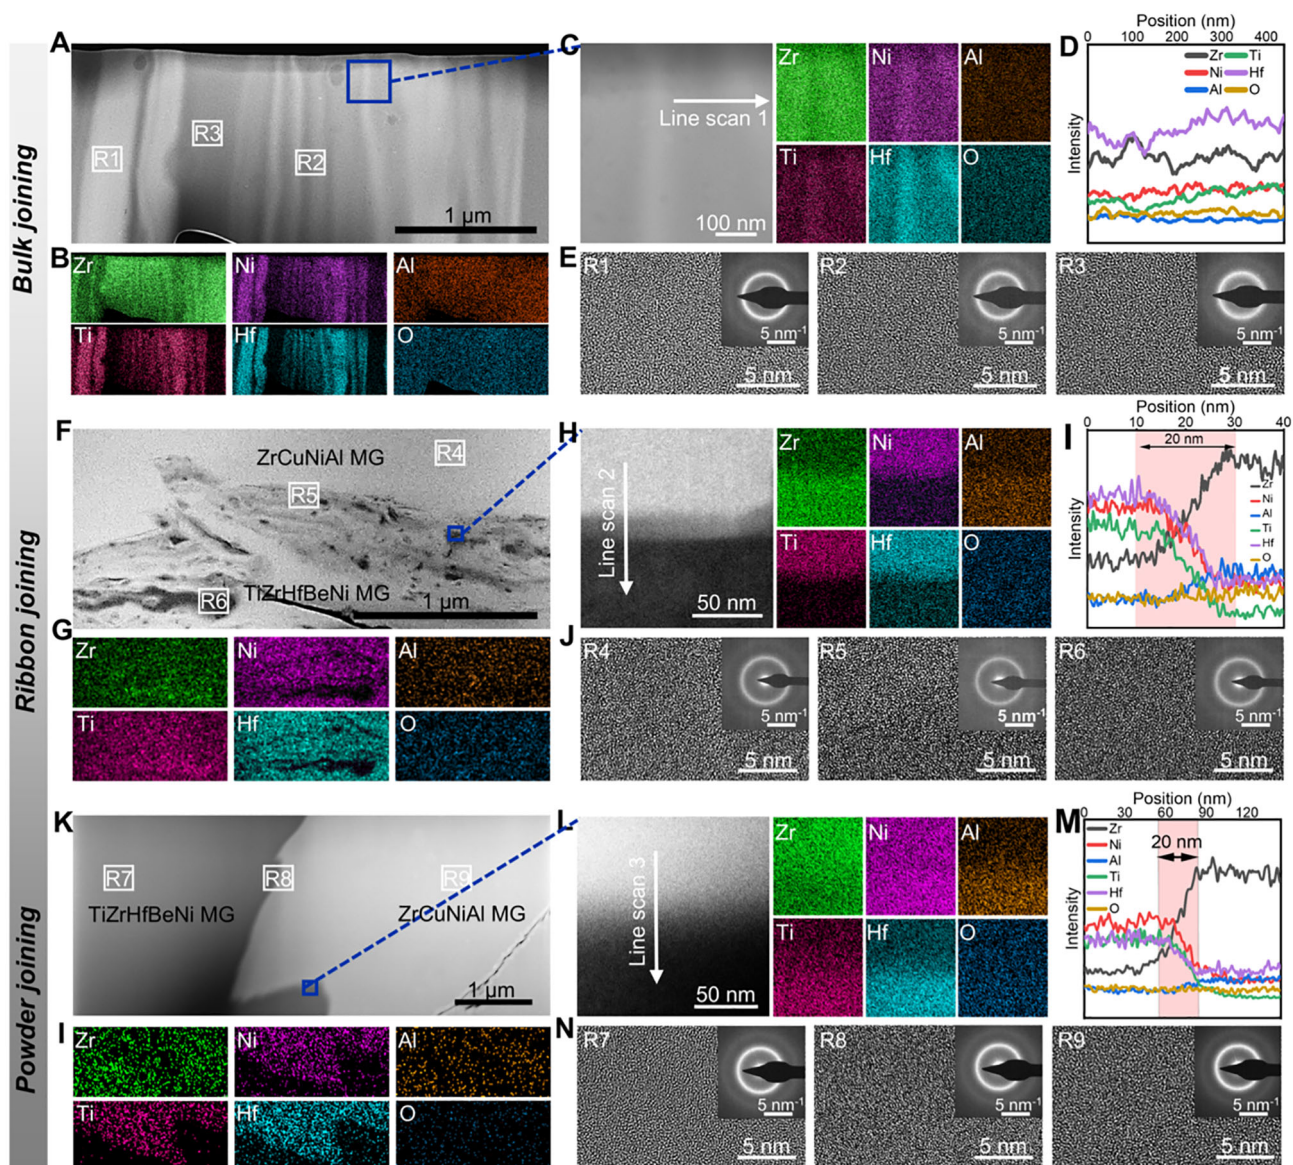 Bulk joining
Ribbon joining
Powder joining
A
R1
R3
R2
1 μm
B
Zr
Ni
Al
Ti
Hf
O
C
Line scan 1
100 nm
Zr
Ni
Al
Ti
Hf
O
D
Position (nm)
0 100 200 300 400
Intensity
Zr Ti
Ni Hf
Al O
E
R1
5 nm-1
5 nm
R2
5 nm-1
5 nm
R3
5 nm-1
5 nm
F
ZrCuNiAl MG
R4
R5
R6
TiZrHfBeNi MG
1 μm
G
Zr
Ni
Al
Ti
Hf
O
H
Line scan 2
50 nm
Zr
Ni
Al
Ti
Hf
O
I
Position (nm)
0 10 20 30 40
20 nm
Intensity
Zr
Ni
Al
Ti
Hf
O
J
R4
5 nm-1
5 nm
R5
5 nm-1
5 nm
R6
5 nm-1
5 nm
K
R7
R8
R9
TiZrHfBeNi MG
ZrCuNiAl MG
1 μm
I
Zr
Ni
Al
Ti
Hf
O
L
Line scan 3
50 nm
Zr
Ni
Al
Ti
Hf
O
M
Position (nm)
0 30 60 90 120
20 nm
Intensity
Zr
Ni
Al
Ti
Hf
O
N
R7
5 nm-1
5 nm
R8
5 nm-1
5 nm
R9
5 nm-1
5 nm